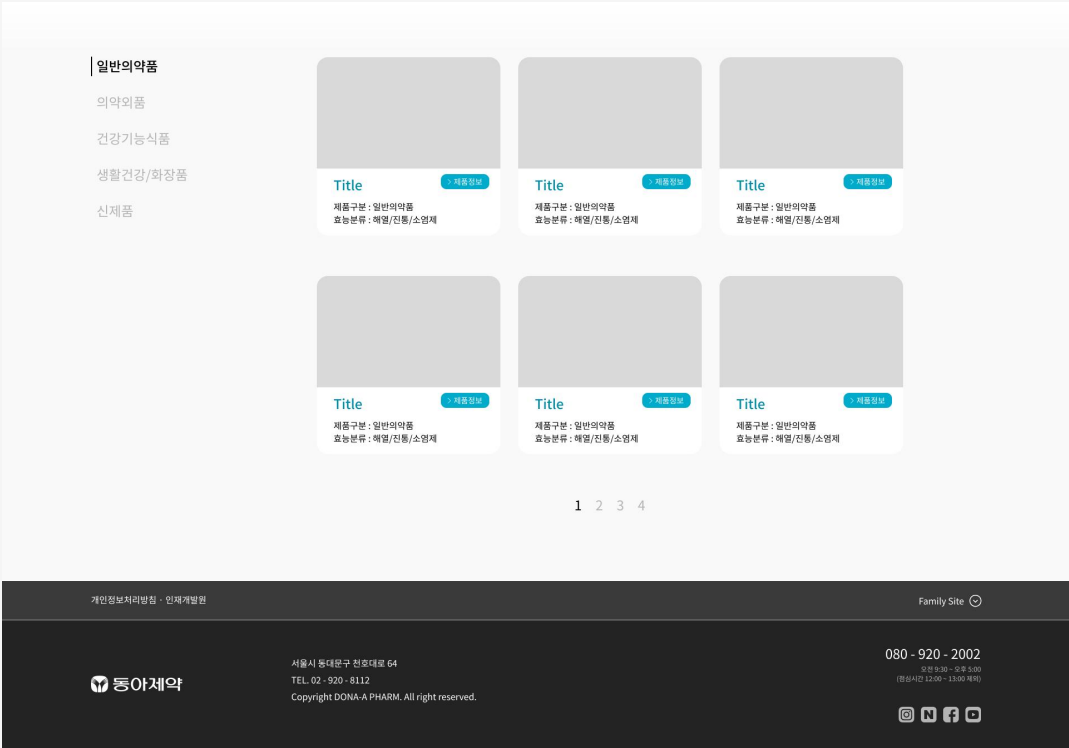 일반의약품
의약외품
건강기능식품
생활건강/화장품
신제품
Title
> 제품정보
제품구분 : 일반의약품
효능분류 : 해열/진통/소염제
Title
> 제품정보
제품구분 : 일반의약품
효능분류 : 해열/진통/소염제
Title
> 제품정보
제품구분 : 일반의약품
효능분류 : 해열/진통/소염제
Title
> 제품정보
제품구분 : 일반의약품
효능분류 : 해열/진통/소염제
Title
> 제품정보
제품구분 : 일반의약품
효능분류 : 해열/진통/소염제
Title
> 제품정보
제품구분 : 일반의약품
효능분류 : 해열/진통/소염제
1 2 3 4
개인정보처리방침 · 인재개발원
Family Site
동아제약
서울시 동대문구 천호대로 64
TEL. 02 - 920 - 8112
Copyright DONA-A PHARM. All right reserved.
080 - 920 - 2002
오전 9:30 ~ 오후 5:00
(점심시간 12:00 ~ 13:00 제외)